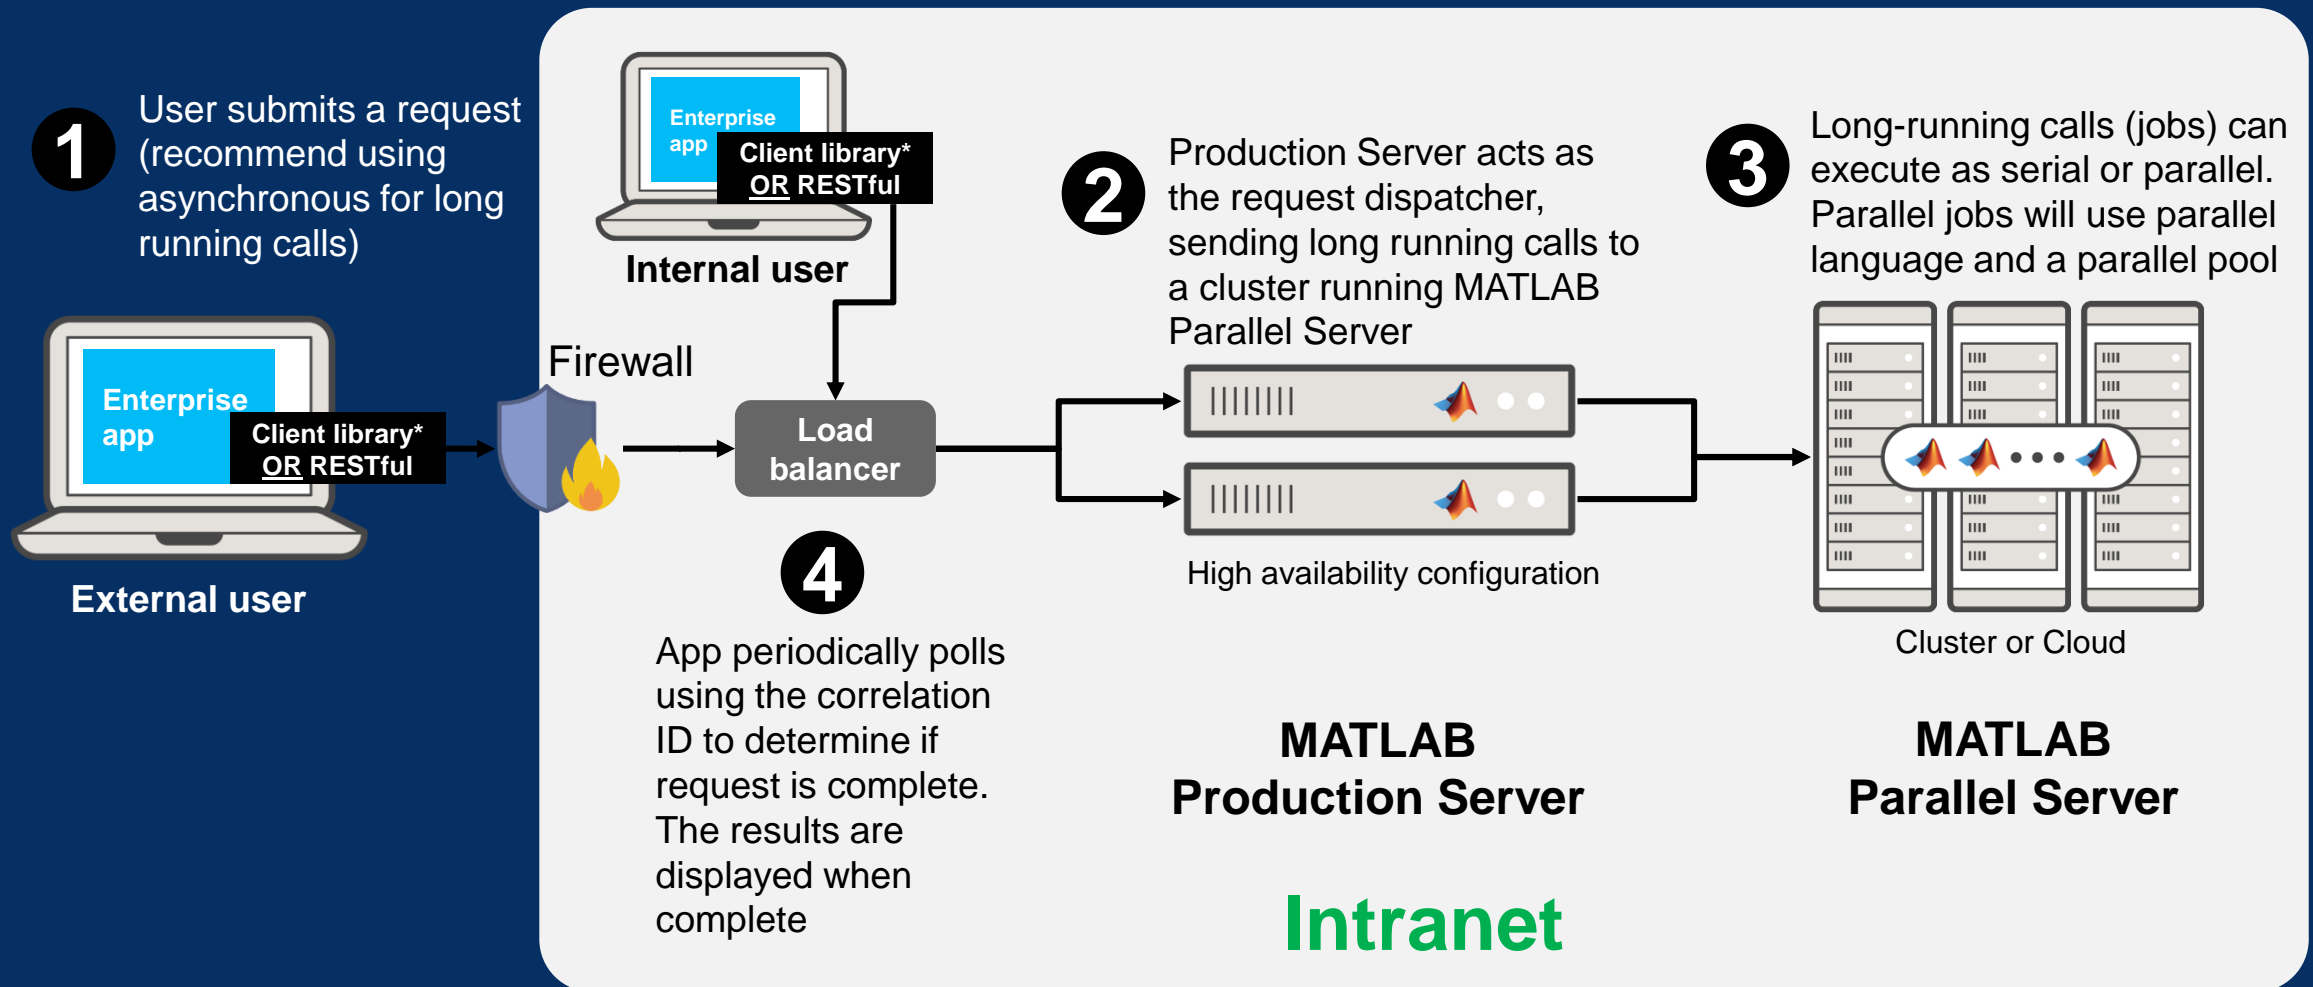 1
User submits a request
(recommend using
asynchronous for long
running calls)
Enterprise
app
Client library*
OR RESTful
External user
Enterprise
app
Client library*
OR RESTful
Internal user
Firewall
Load
balancer
2
Production Server acts as
the request dispatcher,
sending long running calls to
a cluster running MATLAB
Parallel Server
High availability configuration
MATLAB
Production Server
3
Long-running calls (jobs) can
execute as serial or parallel.
Parallel jobs will use parallel
language and a parallel pool
Cluster or Cloud
MATLAB
Parallel Server
4
App periodically polls
using the correlation
ID to determine if
request is complete.
The results are
displayed when
complete
Intranet